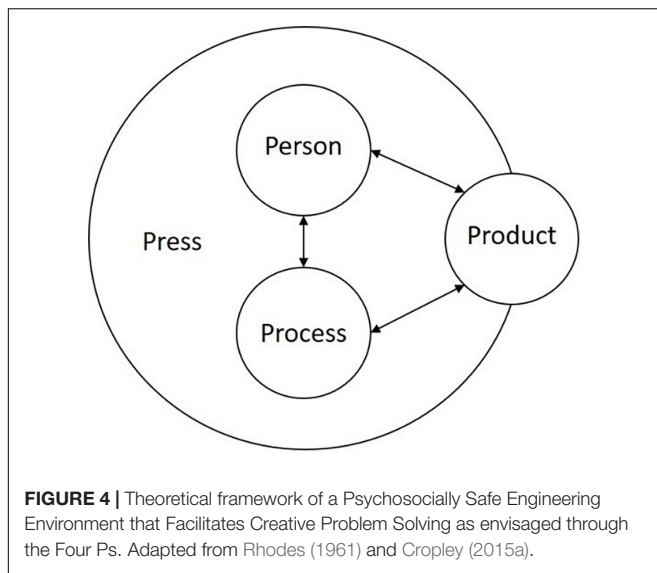 Person
Press
Product
Process
FIGURE 4 | Theoretical framework of a Psychosocially Safe Engineering
Environment that Facilitates Creative Problem Solving as envisaged through
the Four Ps. Adapted from Rhodes (1961) and Cropley (2015a).